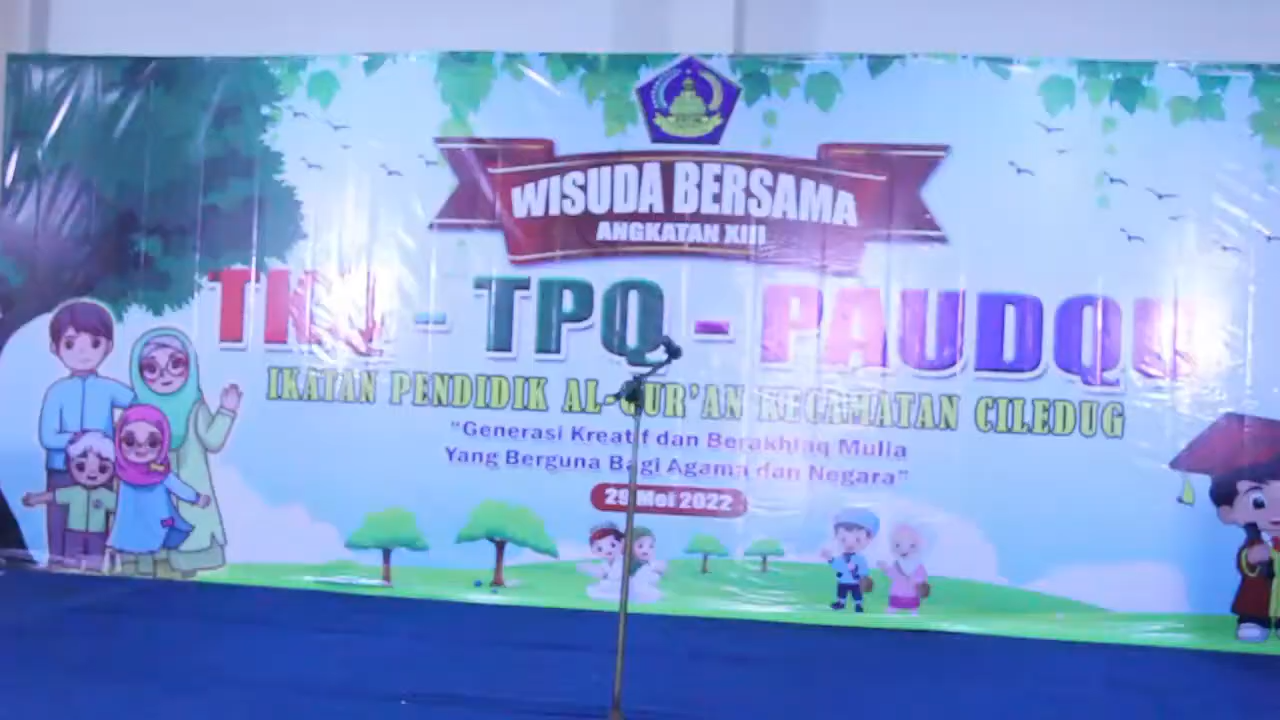 WISUDA BERSAMA
ANGKATAN XIII
TPQ - PAUDQU
IKATAN PENDIDIK AL-QUR'AN KECAMATAN CILEDUG
"Generasi Kreatif dan Berakhlaq Mulia
Yang Berguna Bagi Agama dan Negara"
29 Mei 2022